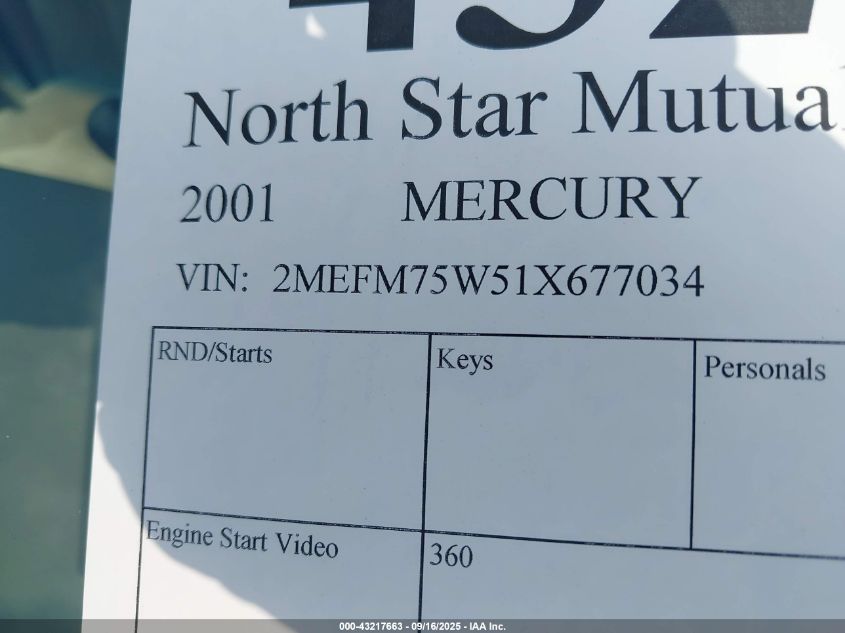 North Star Mutual
2001 MERCURY
VIN: 2MEFM75W51X677034
RND/Starts Keys Personals
Engine Start Video 360
000-43217663 - 09/16/2025 - IAA Inc.